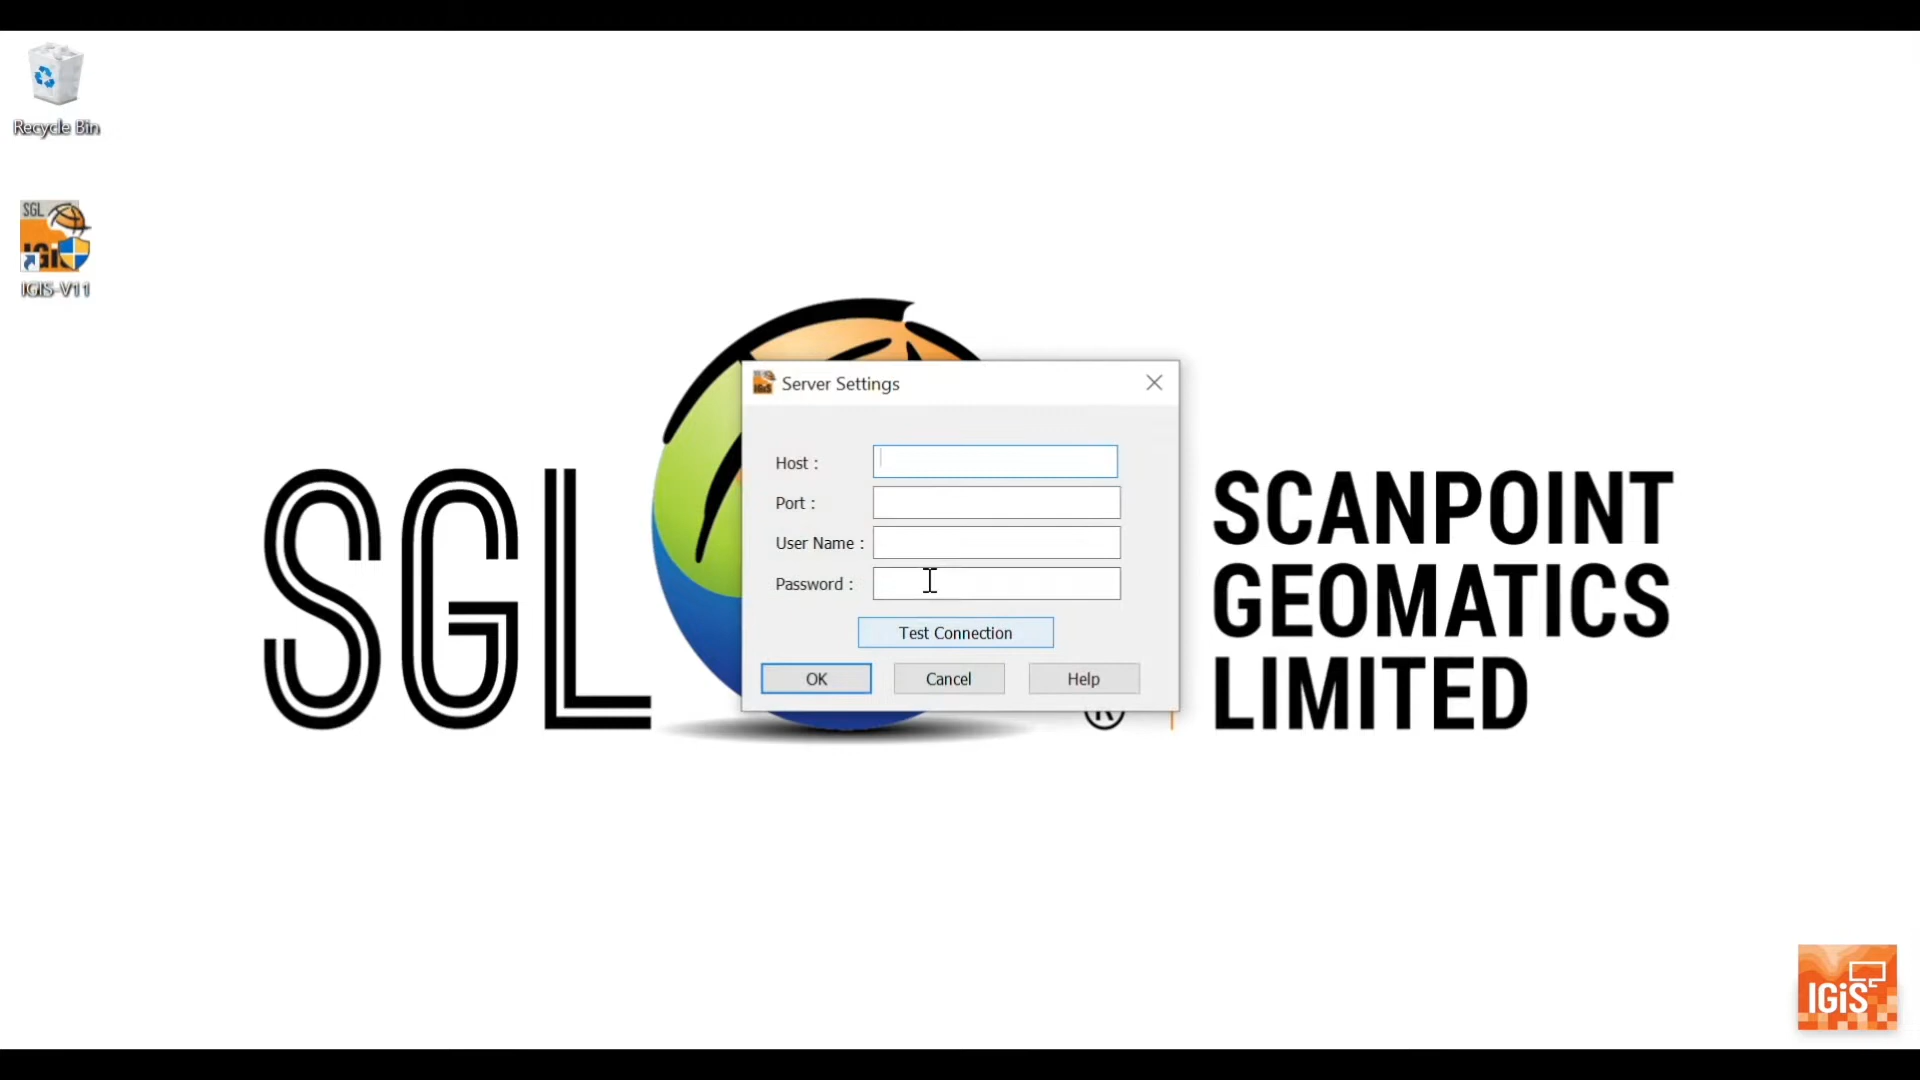 Recycle Bin
SGL
IGiS
IGIS-V11
Server Settings
Host :
Port :
User Name :
Password :
Test Connection
OK
Cancel
Help
SGL
®
SCANPOINT
GEOMATICS
LIMITED
IGiS